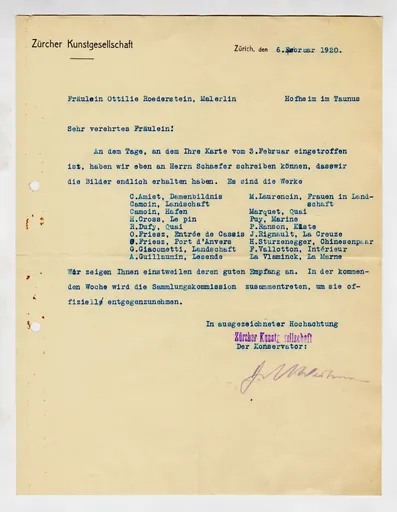 Zürcher Kunstgesellschaft
Zürich, den 6. Februar 1920.
Fräulein Ottilie Roederstein, Malerlin Hofheim im Taunus
Sehr verehrtes Fräulein!
An dem Tage, an dem Ihre Karte vom 3.Februar eingetroffen
ist, haben wir eben an Herrn Schaefer schreiben können, dasswir
die Bilder endlich erhalten haben. Es sind die Werke
C.Amiet, Damenbildnis M.Laurencin, Frauen in Land-
Camoin, Landschaft schaft
Camoin, Hafen Marquet, Quai
H.Cross, Le pin Puy, Marine
R.Dufy, Quai P.Ranson, Küste
O.Friesz, Entrée de Cassis J.Rignault, La Creuze
O.Friesz, Port d'Anvers H.Sturzenegger, Chinesenpaar
G.Giacometti, Landschaft F.Vallotton, Intérieur
A.Guillaumin, Lesende La Vlaminck, La Marne
Wir zeigen Ihnen einstweilen deren guten Empfang an. In der kommen-
den Woche wird die Sammlungskommission zusammentreten, um sie of-
fiziell entgegenzunehmen.
In ausgezeichneter Hochachtung
Zürcher Kunstgesellschaft
Der Konservator: